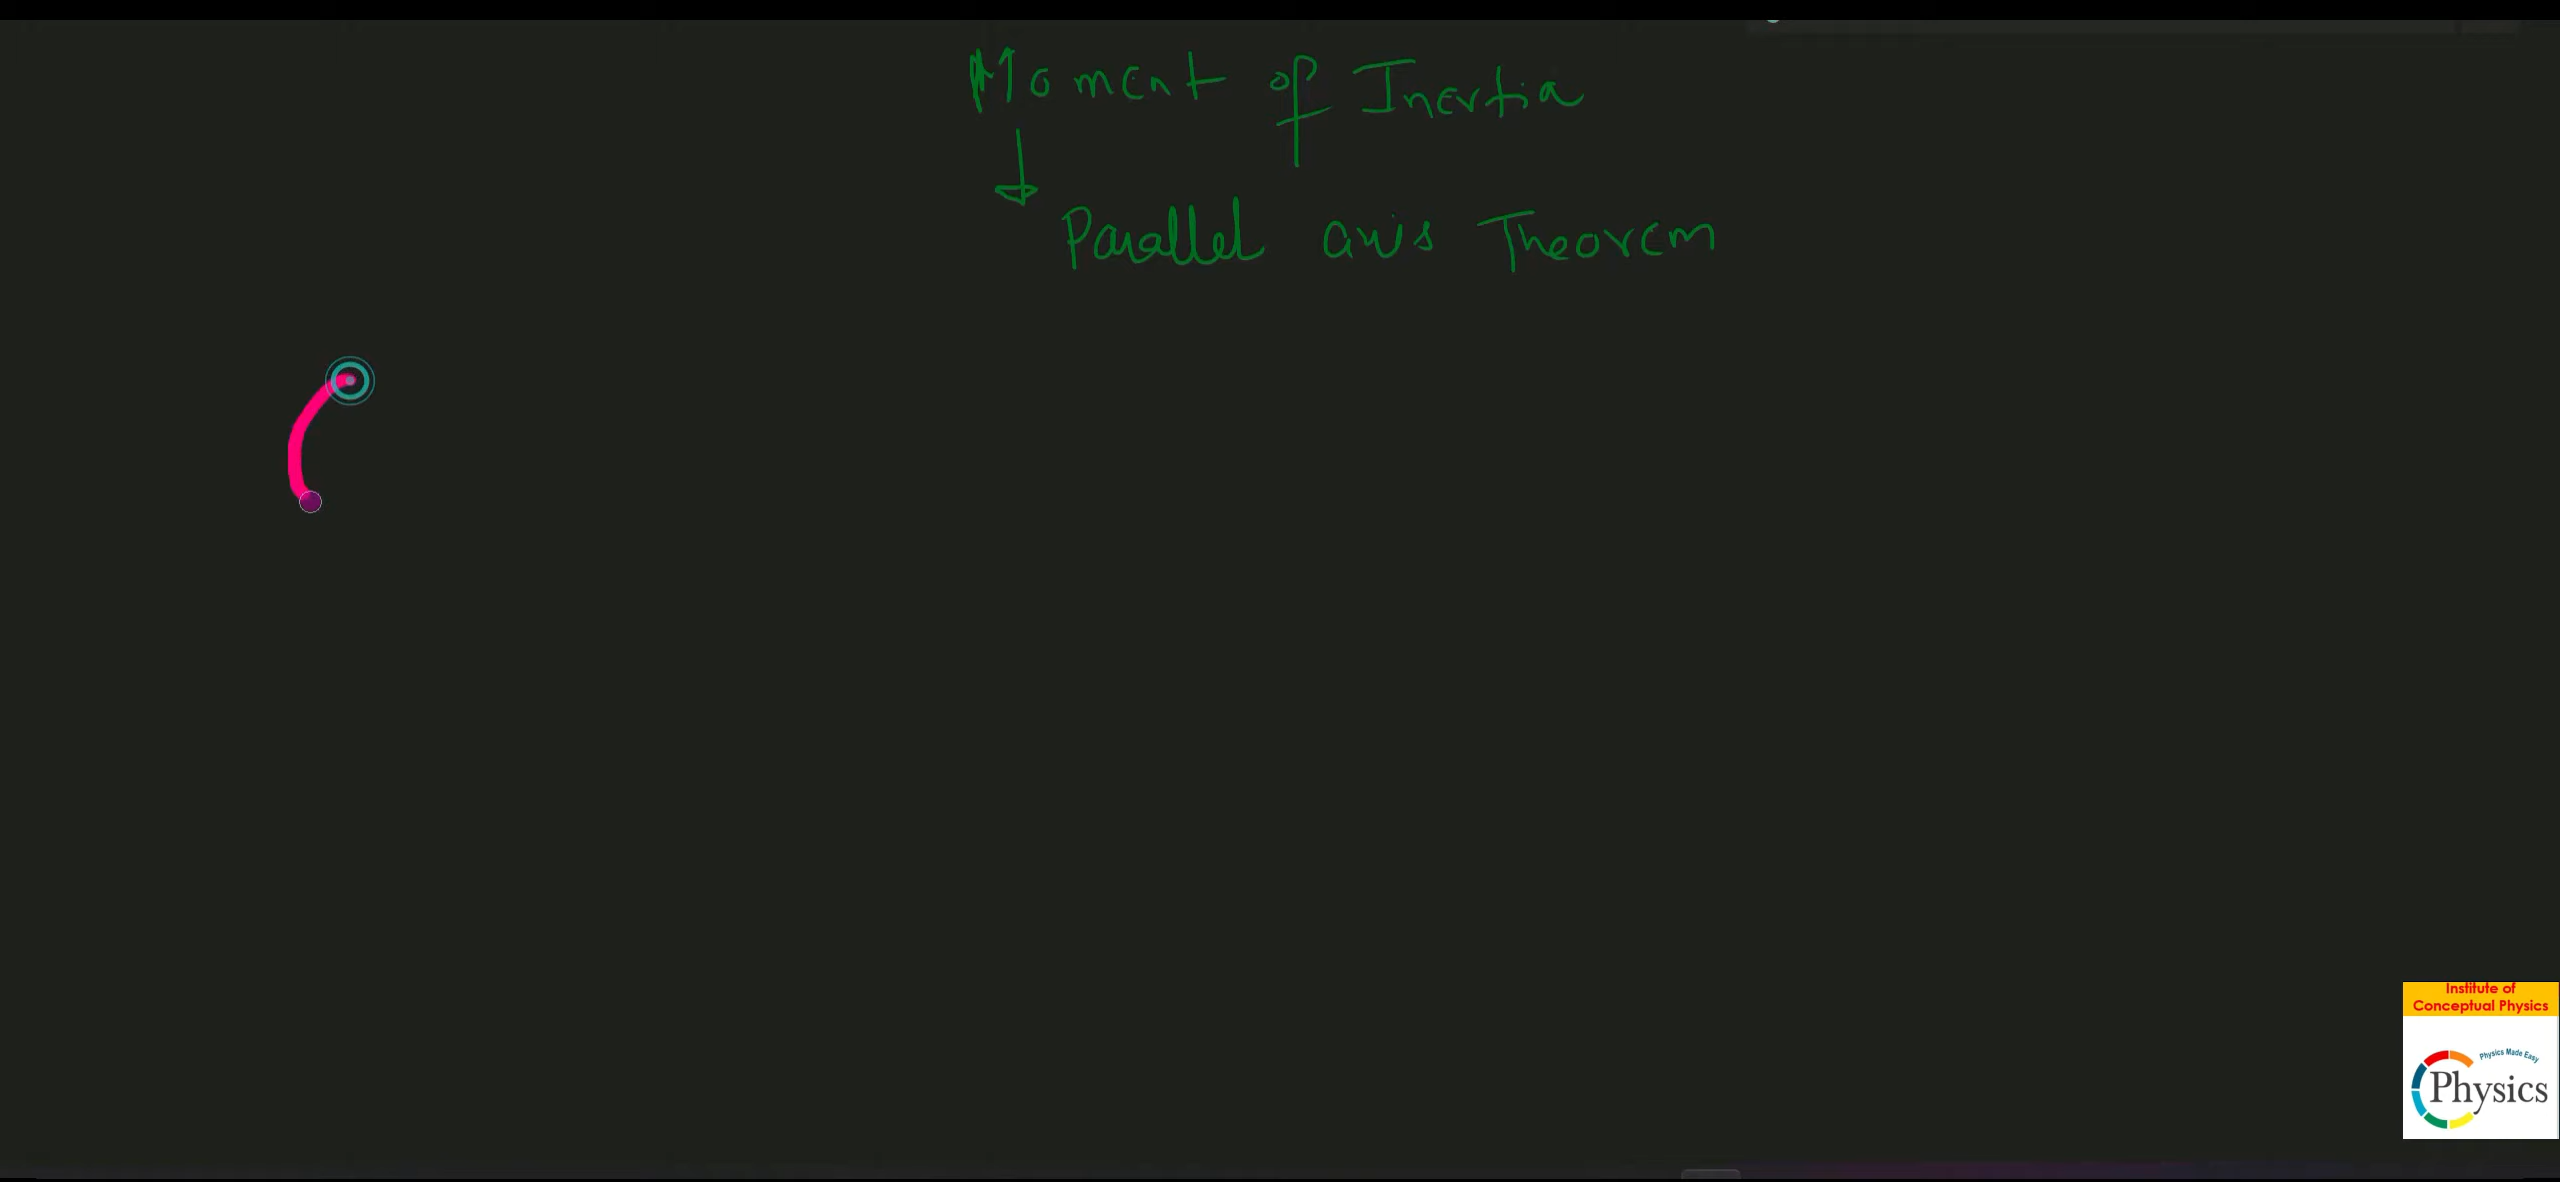 Moment of Inertia
Parallel axis Theorem
Institute of
Conceptual Physics
Physics Made Easy
Physics